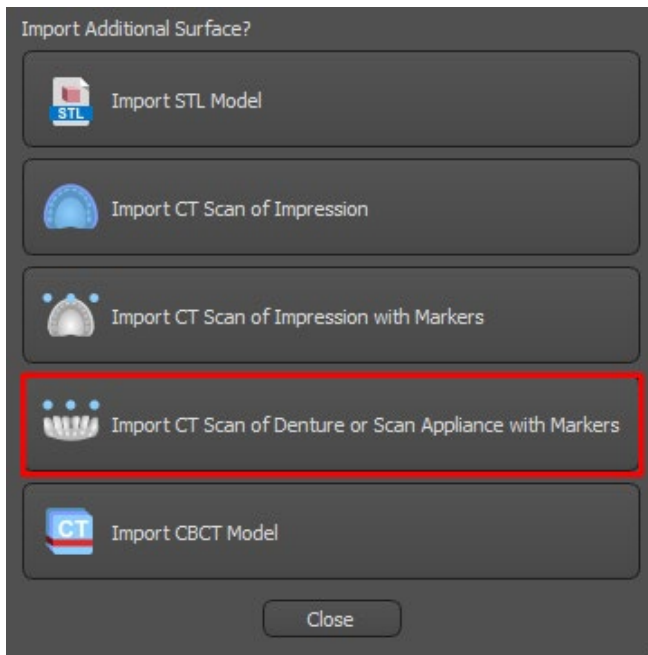 Import Additional Surface?
STL
Import STL Model
Import CT Scan of Impression
Import CT Scan of Impression with Markers
Import CT Scan of Denture or Scan Appliance with Markers
CT
Import CBCT Model
Close